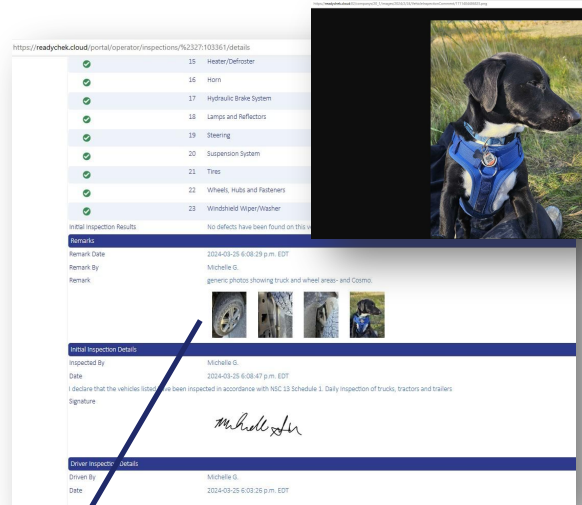 https://readychek.cloud/portal/operator/inspections/%2327:103361/details
15 Heater/Defroster
16 Horn
17 Hydraulic Brake System
18 Lamps and Reflectors
19 Steering
20 Suspension System
21 Tires
22 Wheels, Hubs and Fasteners
23 Windshield Wiper/Washer
Initial Inspection Results No defects have been found on this
Remarks
Remark Date 2024-03-25 6:08:29 p.m. EDT
Remark By Michelle G.
Remark generic photos showing truck and wheel areas- and Cosmo.
Initial Inspection Details
Inspected By Michelle G.
Date 2024-03-25 6:08:47 p.m. EDT
I declare that the vehicles listed have been inspected in accordance with NSC 13 Schedule 1. Daily Inspection of trucks, tractors and trailers
Signature
Driver Inspection Details
Driven By Michelle G.
Date 2024-03-25 6:03:26 p.m. EDT